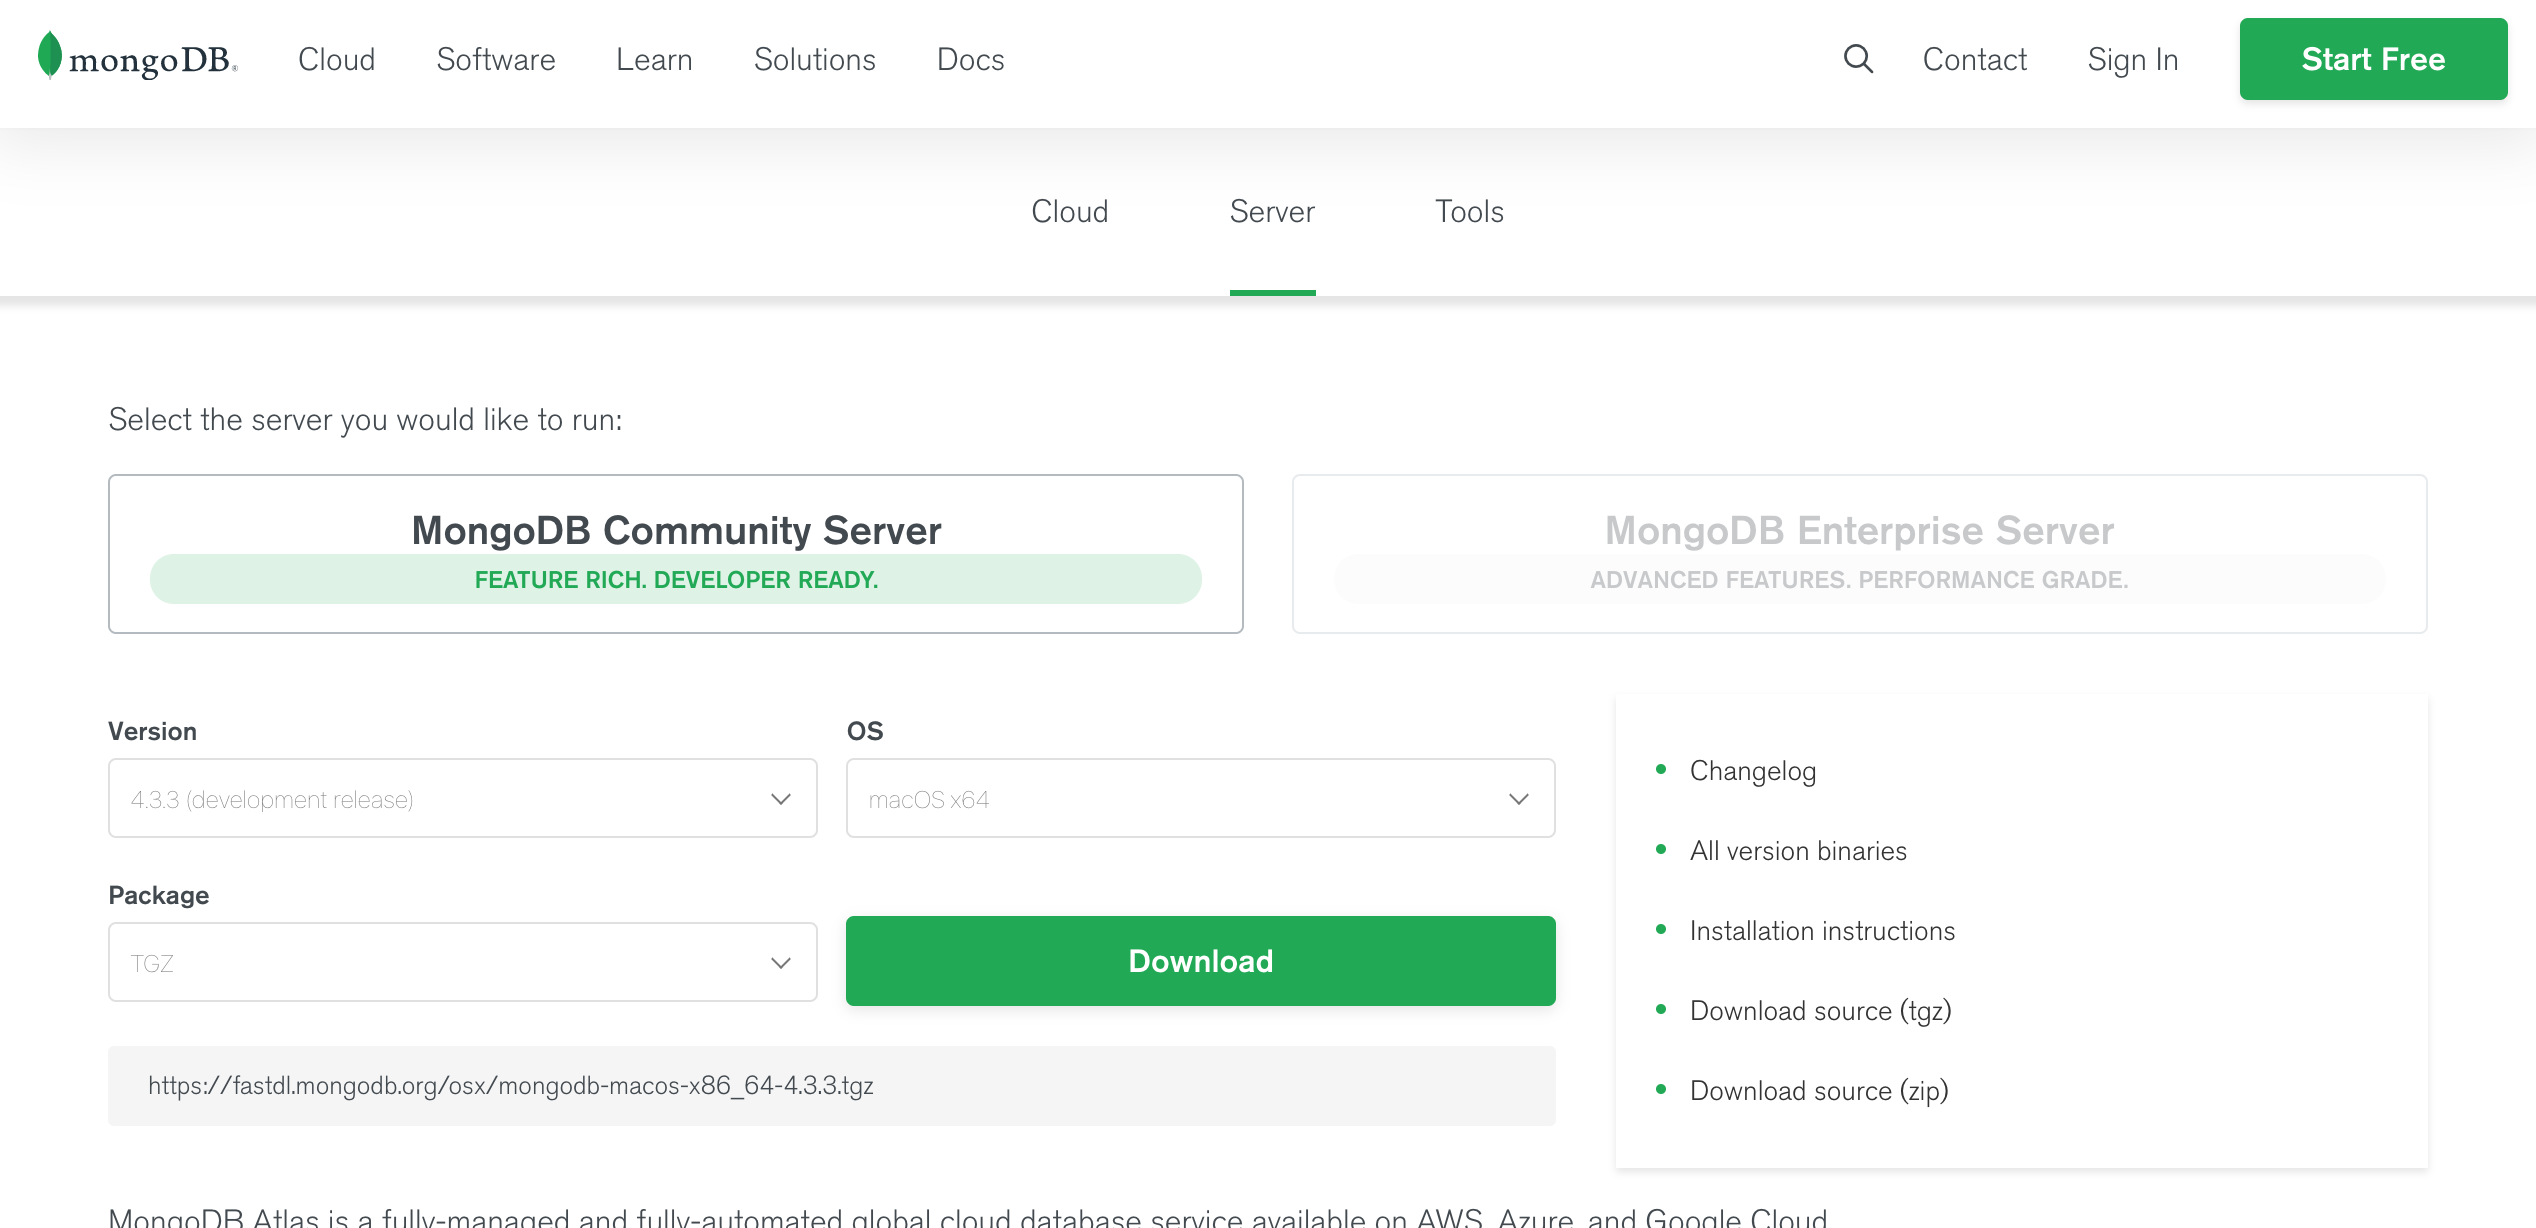 mongoDB®
Cloud
Software
Learn
Solutions
Docs
Contact
Sign In
Start Free
Cloud
Server
Tools
Select the server you would like to run:
MongoDB Community Server
FEATURE RICH. DEVELOPER READY.
MongoDB Enterprise Server
ADVANCED FEATURES. PERFORMANCE GRADE.
Version
4.3.3 (development release)
OS
macOS x64
Package
TGZ
Download
https://fastdl.mongodb.org/osx/mongodb-macos-x86_64-4.3.3.tgz
Changelog
All version binaries
Installation instructions
Download source (tgz)
Download source (zip)
MongoDB Atlas is a fully-managed and fully-automated global cloud database service available on AWS, Azure, and Google Cloud